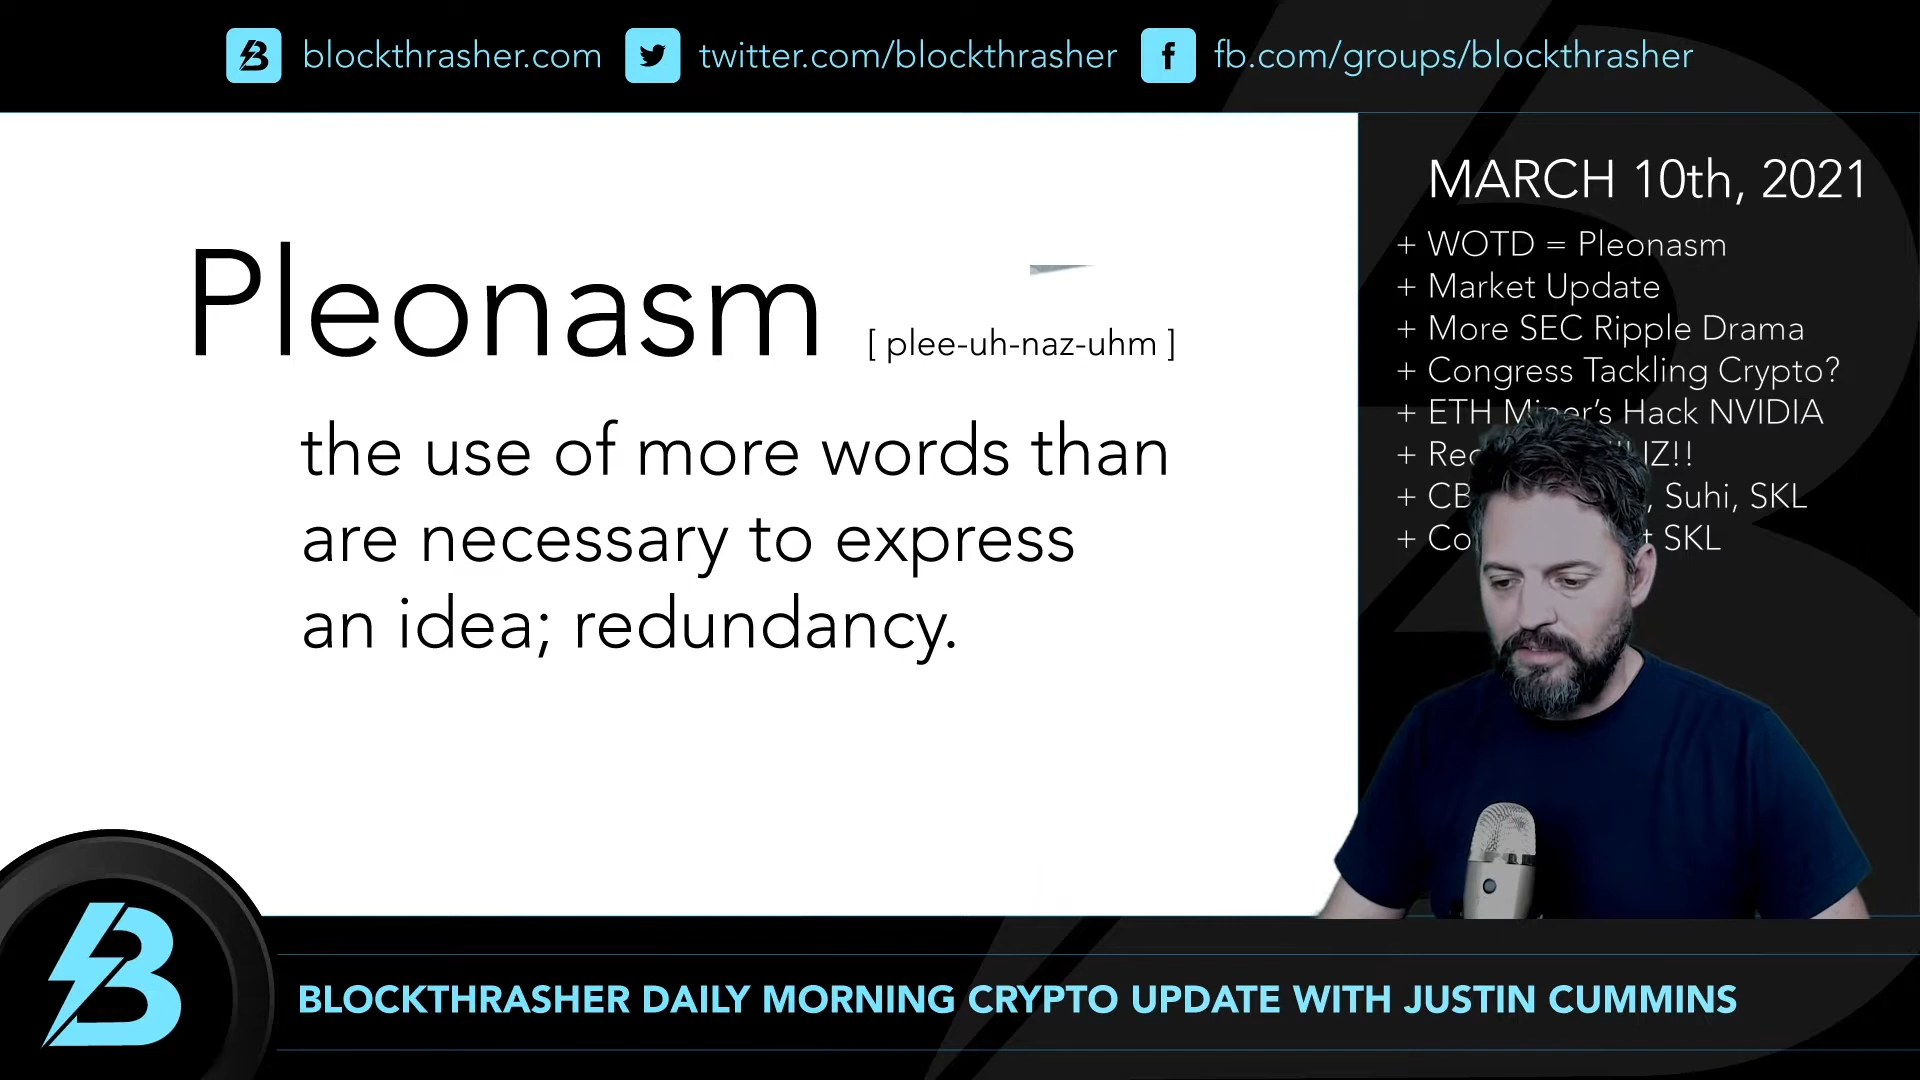 blockthrasher.com twitter.com/blockthrasher fb.com/groups/blockthrasher
Pleonasm [ plee-uh-naz-uhm ]
the use of more words than
are necessary to express
an idea; redundancy.
MARCH 10th, 2021
+ WOTD = Pleonasm
+ Market Update
+ More SEC Ripple Drama
+ Congress Tackling Crypto?
+ ETH Miner’s Hack NVIDIA
+
+ , Suhi, SKL
+ SKL
BLOCKTHRASHER DAILY MORNING CRYPTO UPDATE WITH JUSTIN CUMMINS